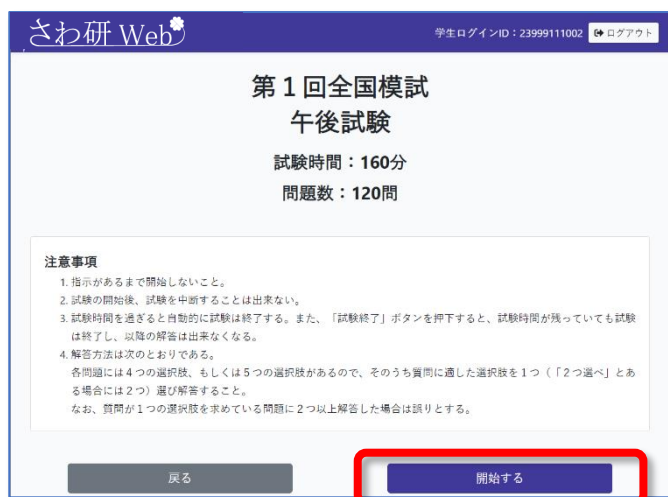 さわ研 Web
学生ログインID：23999111002 ログアウト
第１回全国模試
午後試験
試験時間：160分
問題数：120問
注意事項
1. 指示があるまで開始しないこと。
2. 試験の開始後、試験を中断することは出来ない。
3. 試験時間を過ぎると自動的に試験は終了する。また、「試験終了」ボタンを押下すると、試験時間が残っていても試験
は終了し、以降の解答は出来なくなる。
4. 解答方法は次のとおりである。
各問題には４つの選択肢、もしくは５つの選択肢があるので、そのうち質問に適した選択肢を１つ（「２つ選べ」とあ
る場合には２つ）選び解答すること。
なお、質問が１つの選択肢を求めている問題に２つ以上解答した場合は誤りとする。
戻る
開始する